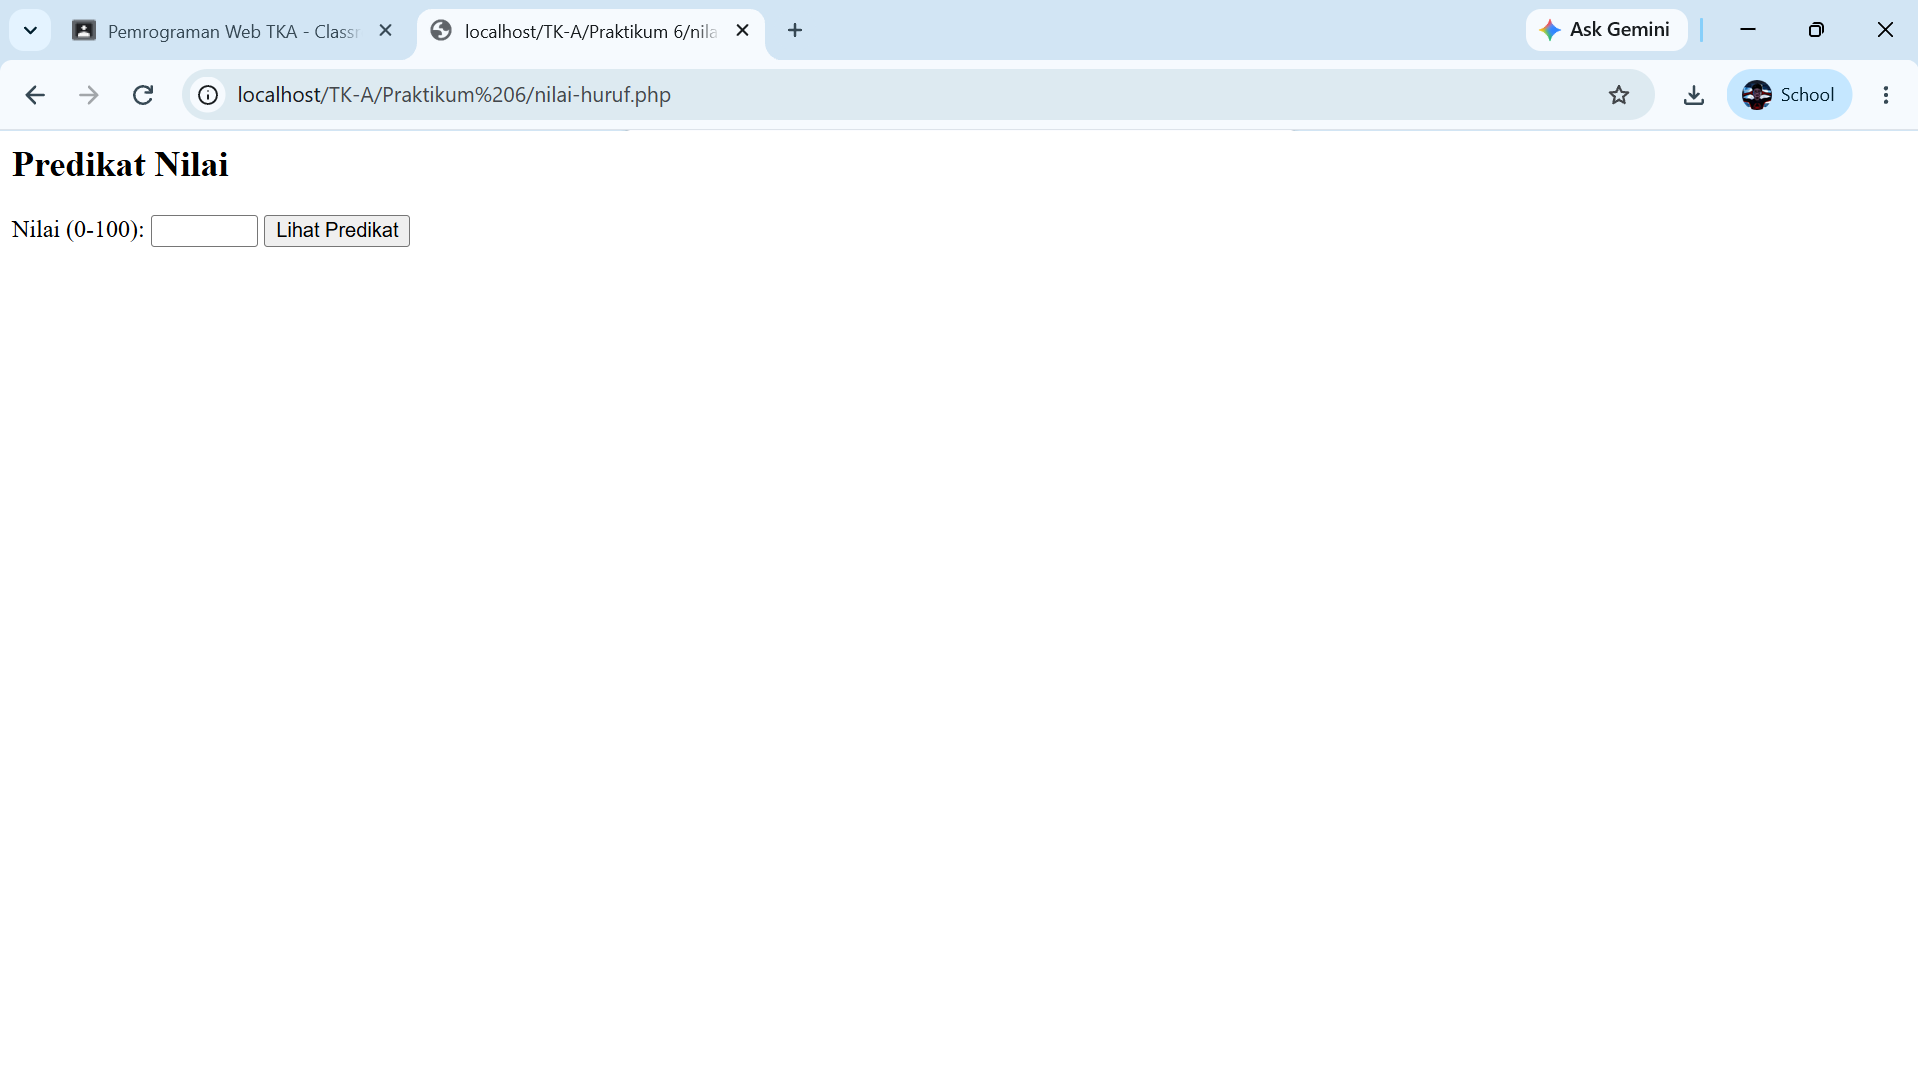 Pemrograman Web TKA - Classr
localhost/TK-A/Praktikum 6/nila
Ask Gemini
localhost/TK-A/Praktikum%206/nilai-huruf.php
School
Predikat Nilai
Nilai (0-100):
Lihat Predikat